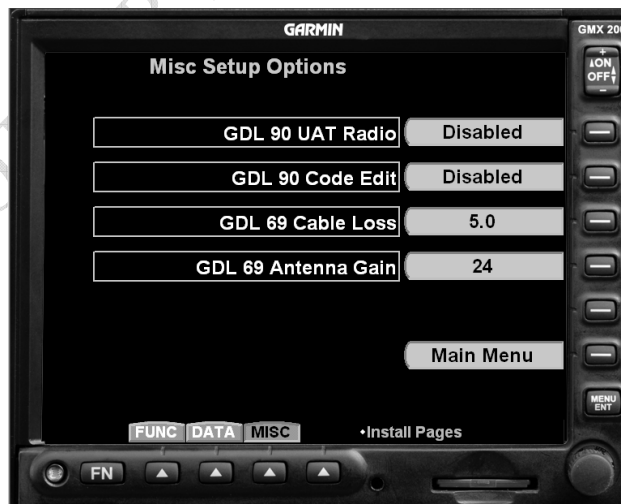 GARMIN
GMX 200
Misc Setup Options
+
ON
OFF
−
GDL 90 UAT Radio Disabled
GDL 90 Code Edit Disabled
GDL 69 Cable Loss 5.0
GDL 69 Antenna Gain 24
Main Menu
MENU
ENT
FUNC DATA MISC •Install Pages
FN